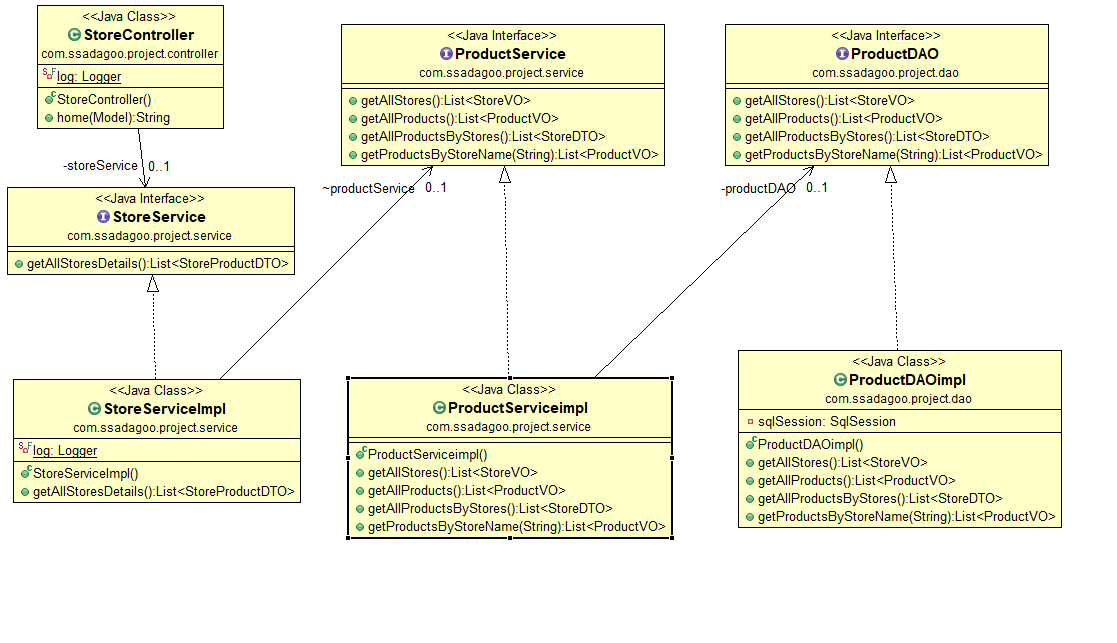 <<Java Class>>
StoreController
com.ssadagoo.project.controller
log: Logger
StoreController()
home(Model):String
-storeService 0..1
<<Java Interface>>
StoreService
com.ssadagoo.project.service
getAllStoresDetails():List<StoreProductDTO>
<<Java Class>>
StoreServiceImpl
com.ssadagoo.project.service
log: Logger
StoreServiceImpl()
getAllStoresDetails():List<StoreProductDTO>
<<Java Interface>>
ProductService
com.ssadagoo.project.service
getAllStores():List<StoreVO>
getAllProducts():List<ProductVO>
getAllProductsByStores():List<StoreDTO>
getProductsByStoreName(String):List<ProductVO>
~productService 0..1
<<Java Class>>
ProductServiceimpl
com.ssadagoo.project.service
ProductServiceimpl()
getAllStores():List<StoreVO>
getAllProducts():List<ProductVO>
getAllProductsByStores():List<StoreDTO>
getProductsByStoreName(String):List<ProductVO>
<<Java Interface>>
ProductDAO
com.ssadagoo.project.dao
getAllStores():List<StoreVO>
getAllProducts():List<ProductVO>
getAllProductsByStores():List<StoreDTO>
getProductsByStoreName(String):List<ProductVO>
-productDAO 0..1
<<Java Class>>
ProductDAOimpl
com.ssadagoo.project.dao
sqlSession: SqlSession
ProductDAOimpl()
getAllStores():List<StoreVO>
getAllProducts():List<ProductVO>
getAllProductsByStores():List<StoreDTO>
getProductsByStoreName(String):List<ProductVO>